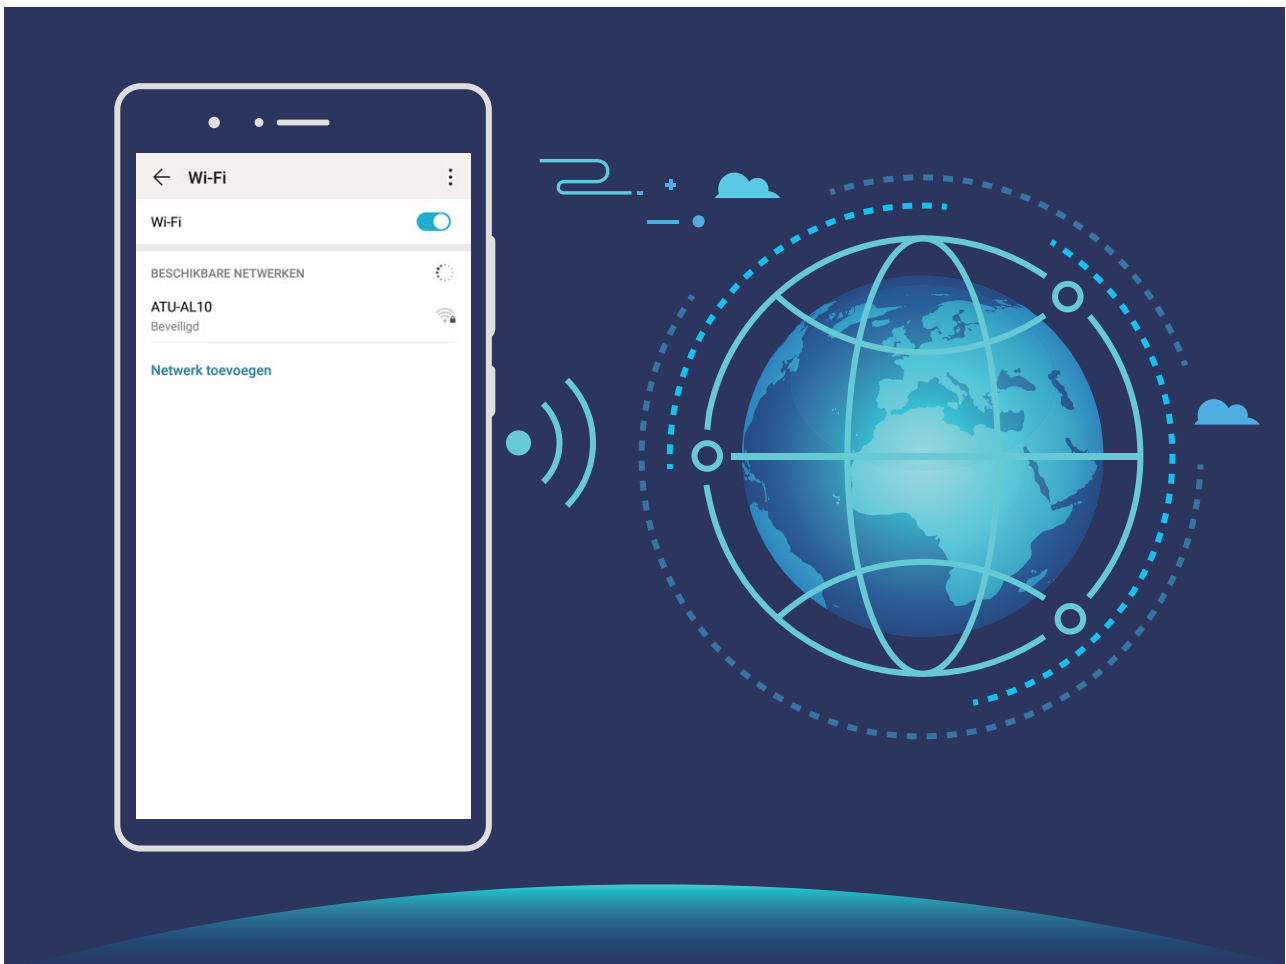 Wi-Fi
Wi-Fi
BESCHIKBARE NETWERKEN
ATU-AL10
Beveiligd
Netwerk toevoegen